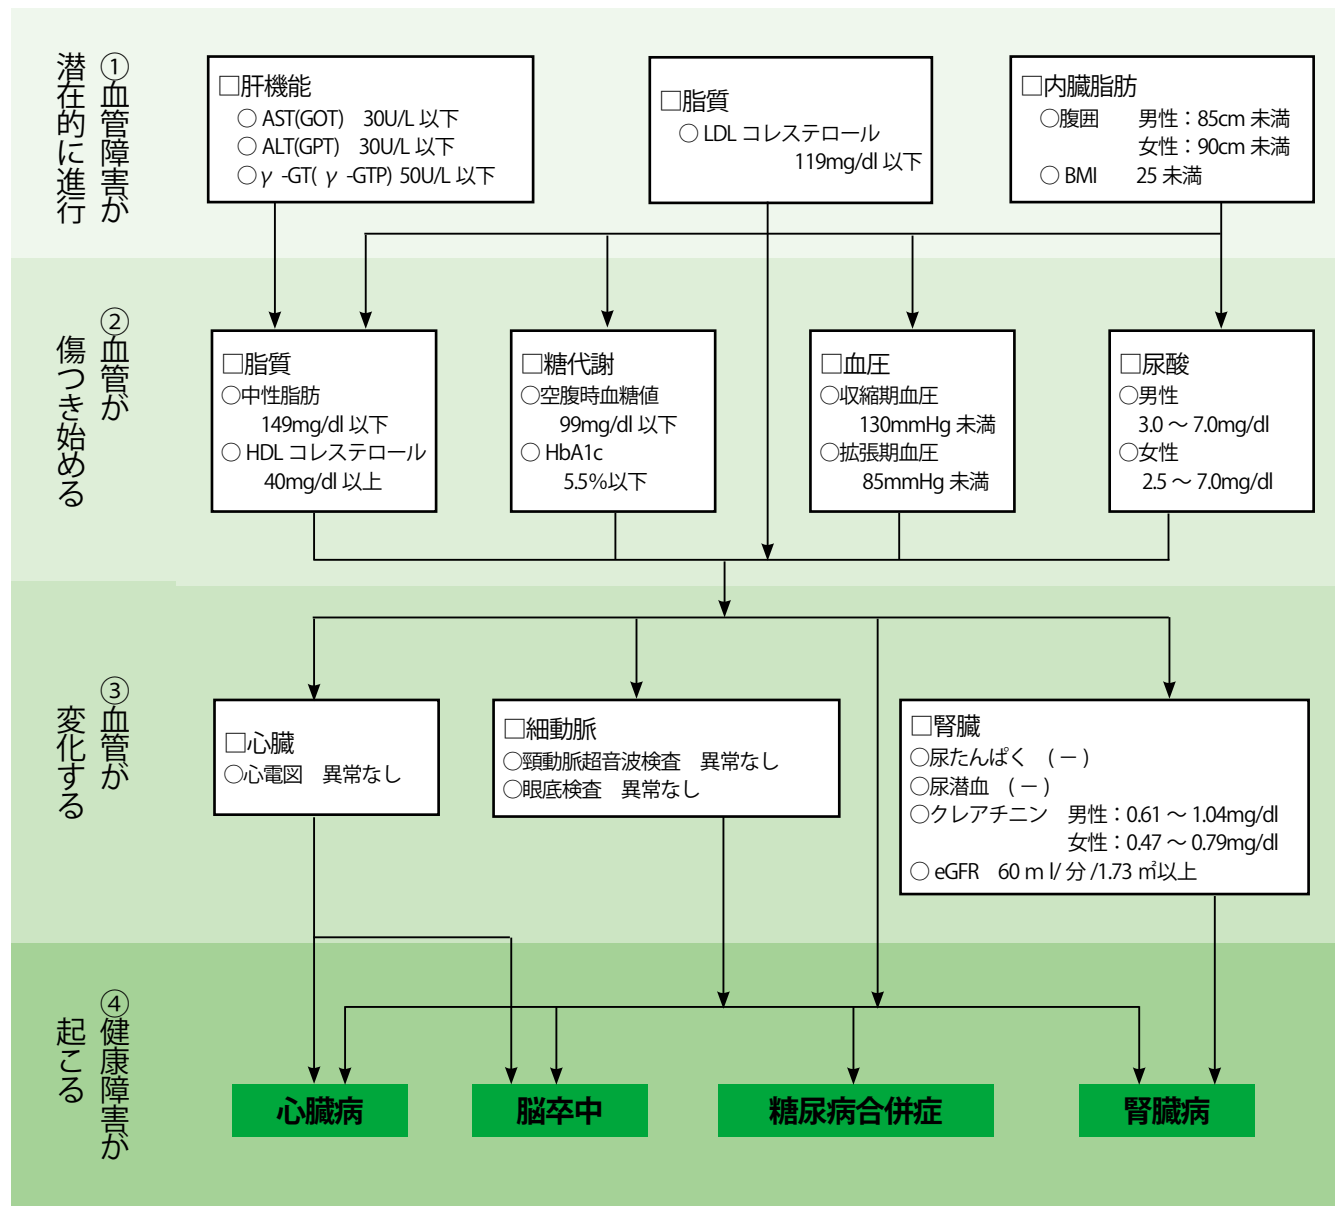 ①血管障害が
潜在的に進行
□肝機能
○ AST(GOT)　30U/L 以下
○ ALT(GPT)　30U/L 以下
○ γ -GT( γ -GTP) 50U/L 以下
□脂質
○ LDL コレステロール
119mg/dl 以下
□内臓脂肪
○腹囲　男性：85cm 未満
女性：90cm 未満
○ BMI　25 未満
②血管が
傷つき始める
□脂質
○中性脂肪
149mg/dl 以下
○ HDL コレステロール
40mg/dl 以上
□糖代謝
○空腹時血糖値
99mg/dl 以下
○ HbA1c
5.5%以下
□血圧
○収縮期血圧
130mmHg 未満
○拡張期血圧
85mmHg 未満
□尿酸
○男性
3.0 ～ 7.0mg/dl
○女性
2.5 ～ 7.0mg/dl
③血管が
変化する
□心臓
○心電図　異常なし
□細動脈
○頸動脈超音波検査　異常なし
○眼底検査　異常なし
□腎臓
○尿たんぱく　( － )
○尿潜血　( － )
○クレアチニン　男性：0.61 ～ 1.04mg/dl
女性：0.47 ～ 0.79mg/dl
○ eGFR　60 ｍ l/ 分 /1.73 ㎡以上
④健康障害が
起こる
心臓病
脳卒中
糖尿病合併症
腎臓病